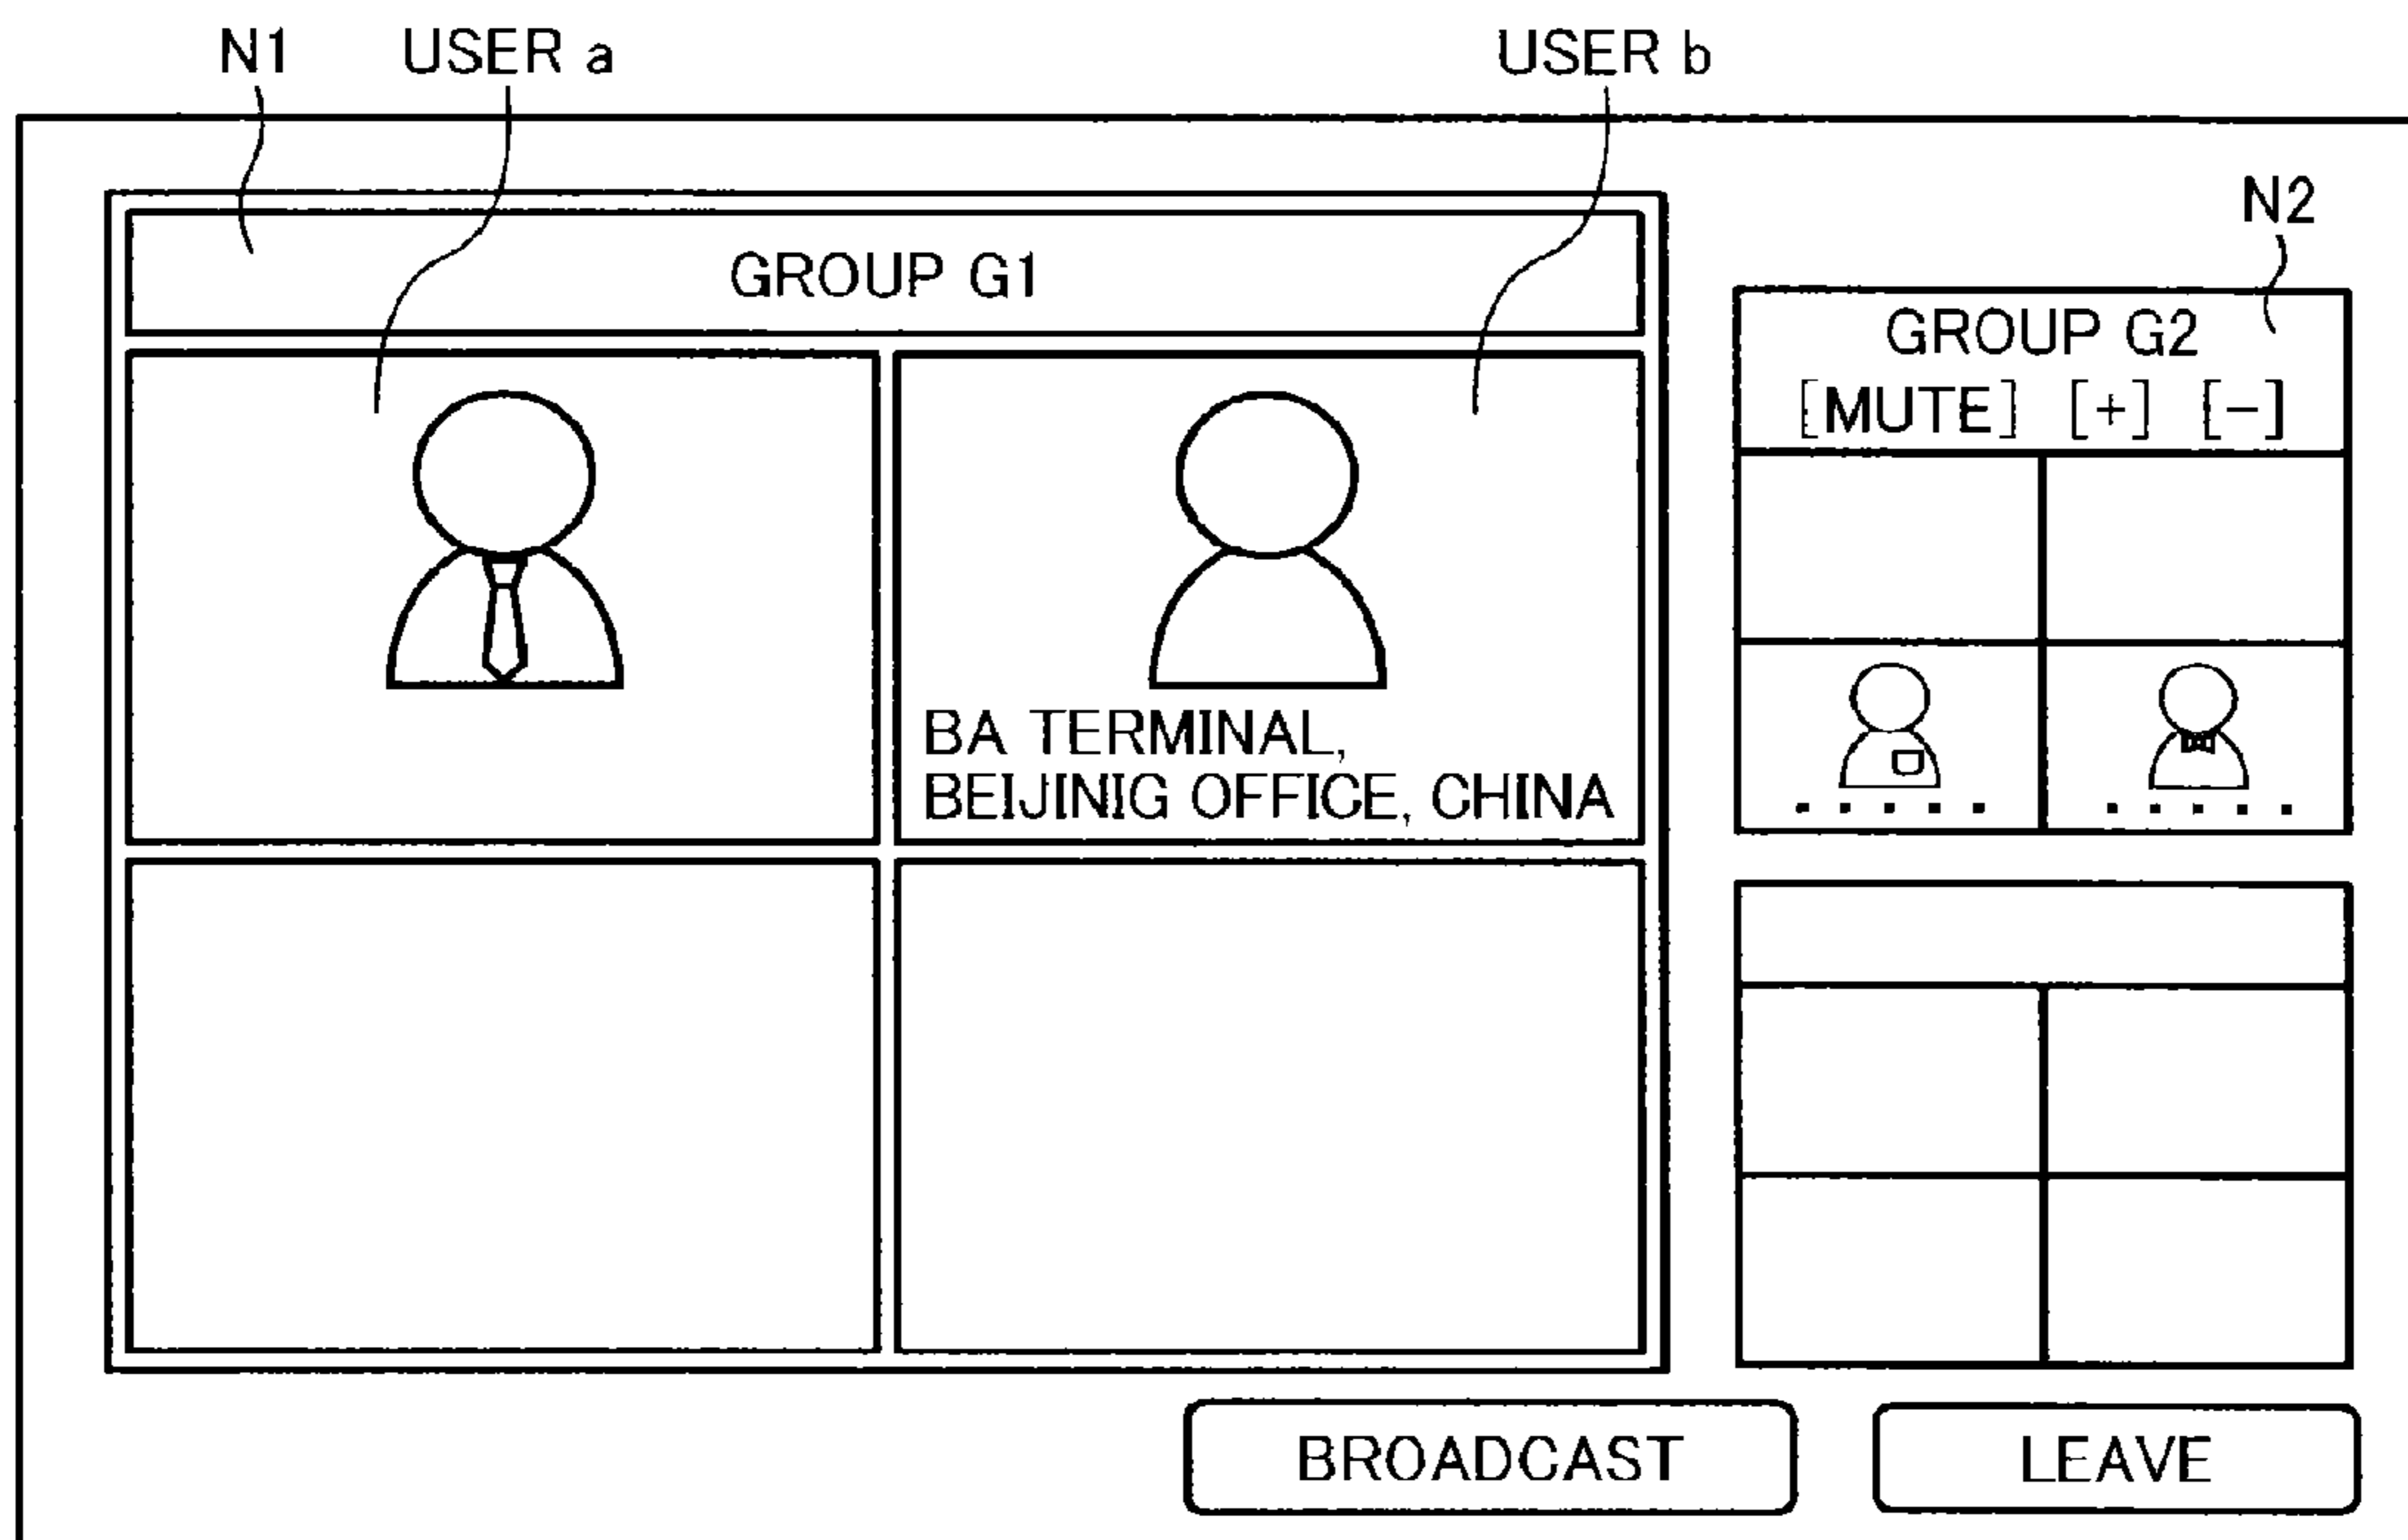 N1 USER a USER b
N2
GROUP G1
GROUP G2
[MUTE] [+] [-]
BA TERMINAL,
BEIJINIG OFFICE, CHINA
BROADCAST LEAVE